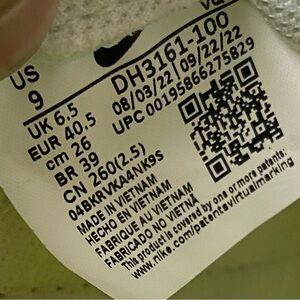 US
9
UK 6.5
EUR 40.5
cm 26
BR 39
CN 260(2.5)
DH3161-100
08/03/22 / 09/22/22
UPC 00195866275829
04BKRVKA4NK9S
MADE IN VIETNAM
HECHO EN VIETNAM
FABRIQUE AU VIETNAM
FABRICADO NO VIETNÃ
This product is covered by one or more patents:
www.nike.com/patentsvirtualmarking